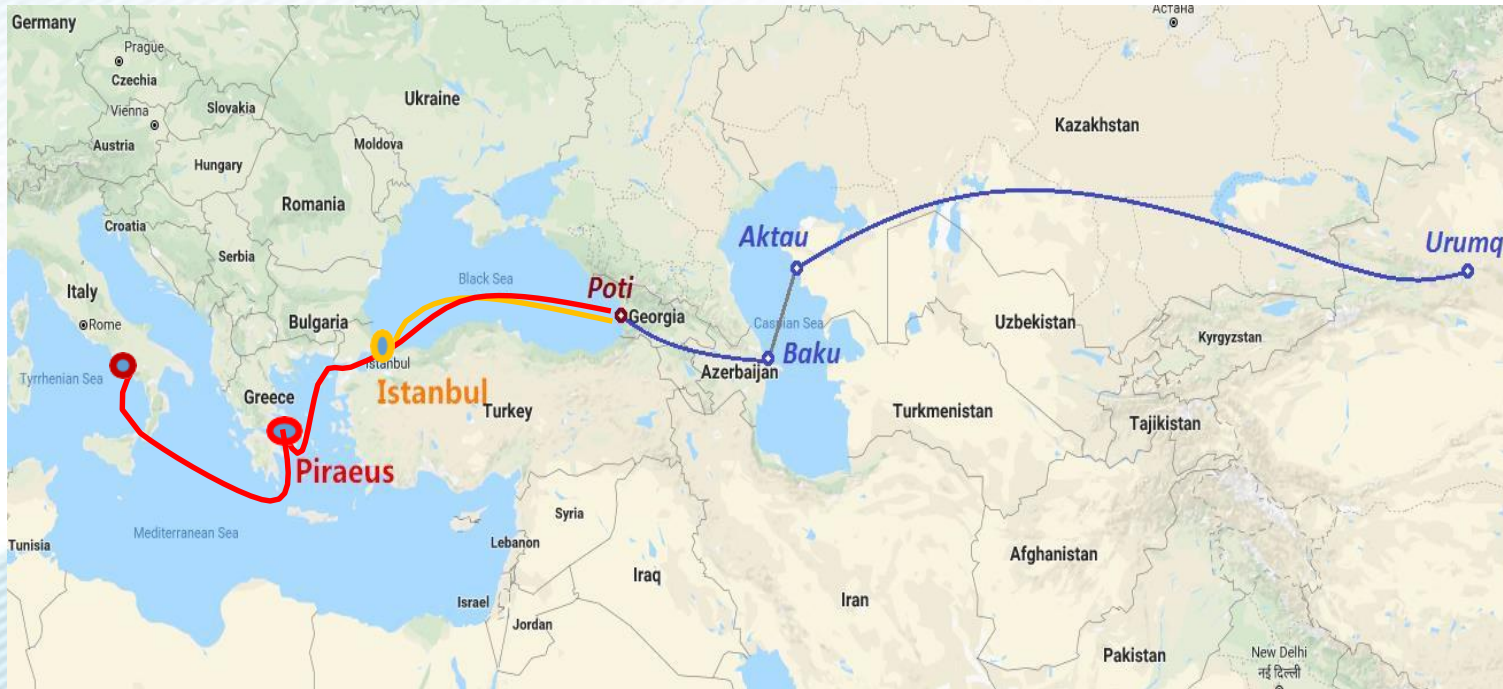 Germany
Астана
Prague
Czechia
Ukraine
Slovakia
Vienna
Kazakhstan
Austria
Moldova
Hungary
Romania
Croatia
Aktau
Serbia
Urumq
Black Sea
Italy
Poti
Rome
Georgia
Bulgaria
Caspian Sea
Uzbekistan
Kyrgyzstan
Baku
Istanbul
Azerbaijan
Tyrrhenian Sea
Istanbul
Greece
Turkey
Turkmenistan
Tajikistan
Piraeus
Syria
Mediterranean Sea
Lebanon
Tunisia
Afghanistan
Iraq
Iran
Israel
Jordan
Pakistan
New Delhi
नई दिल्ली